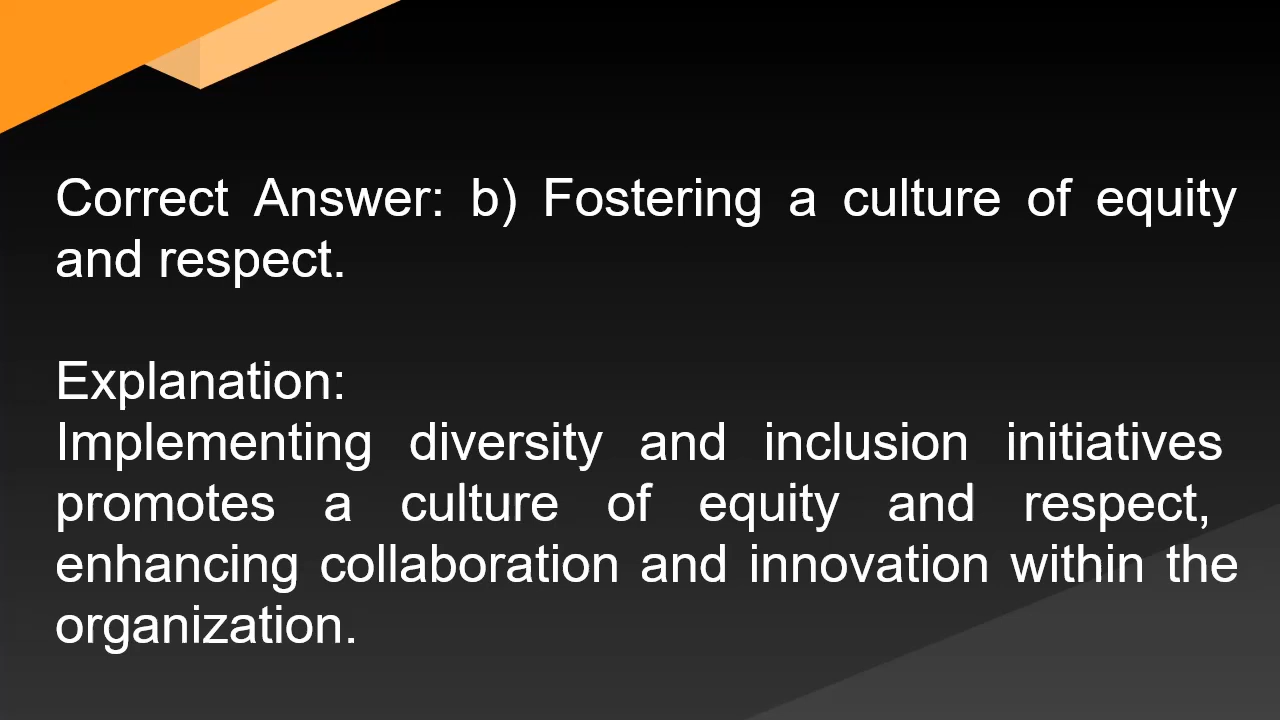 Correct Answer: b) Fostering a culture of equity
and respect.
Explanation:
Implementing diversity and inclusion initiatives
promotes a culture of equity and respect,
enhancing collaboration and innovation within the
organization.